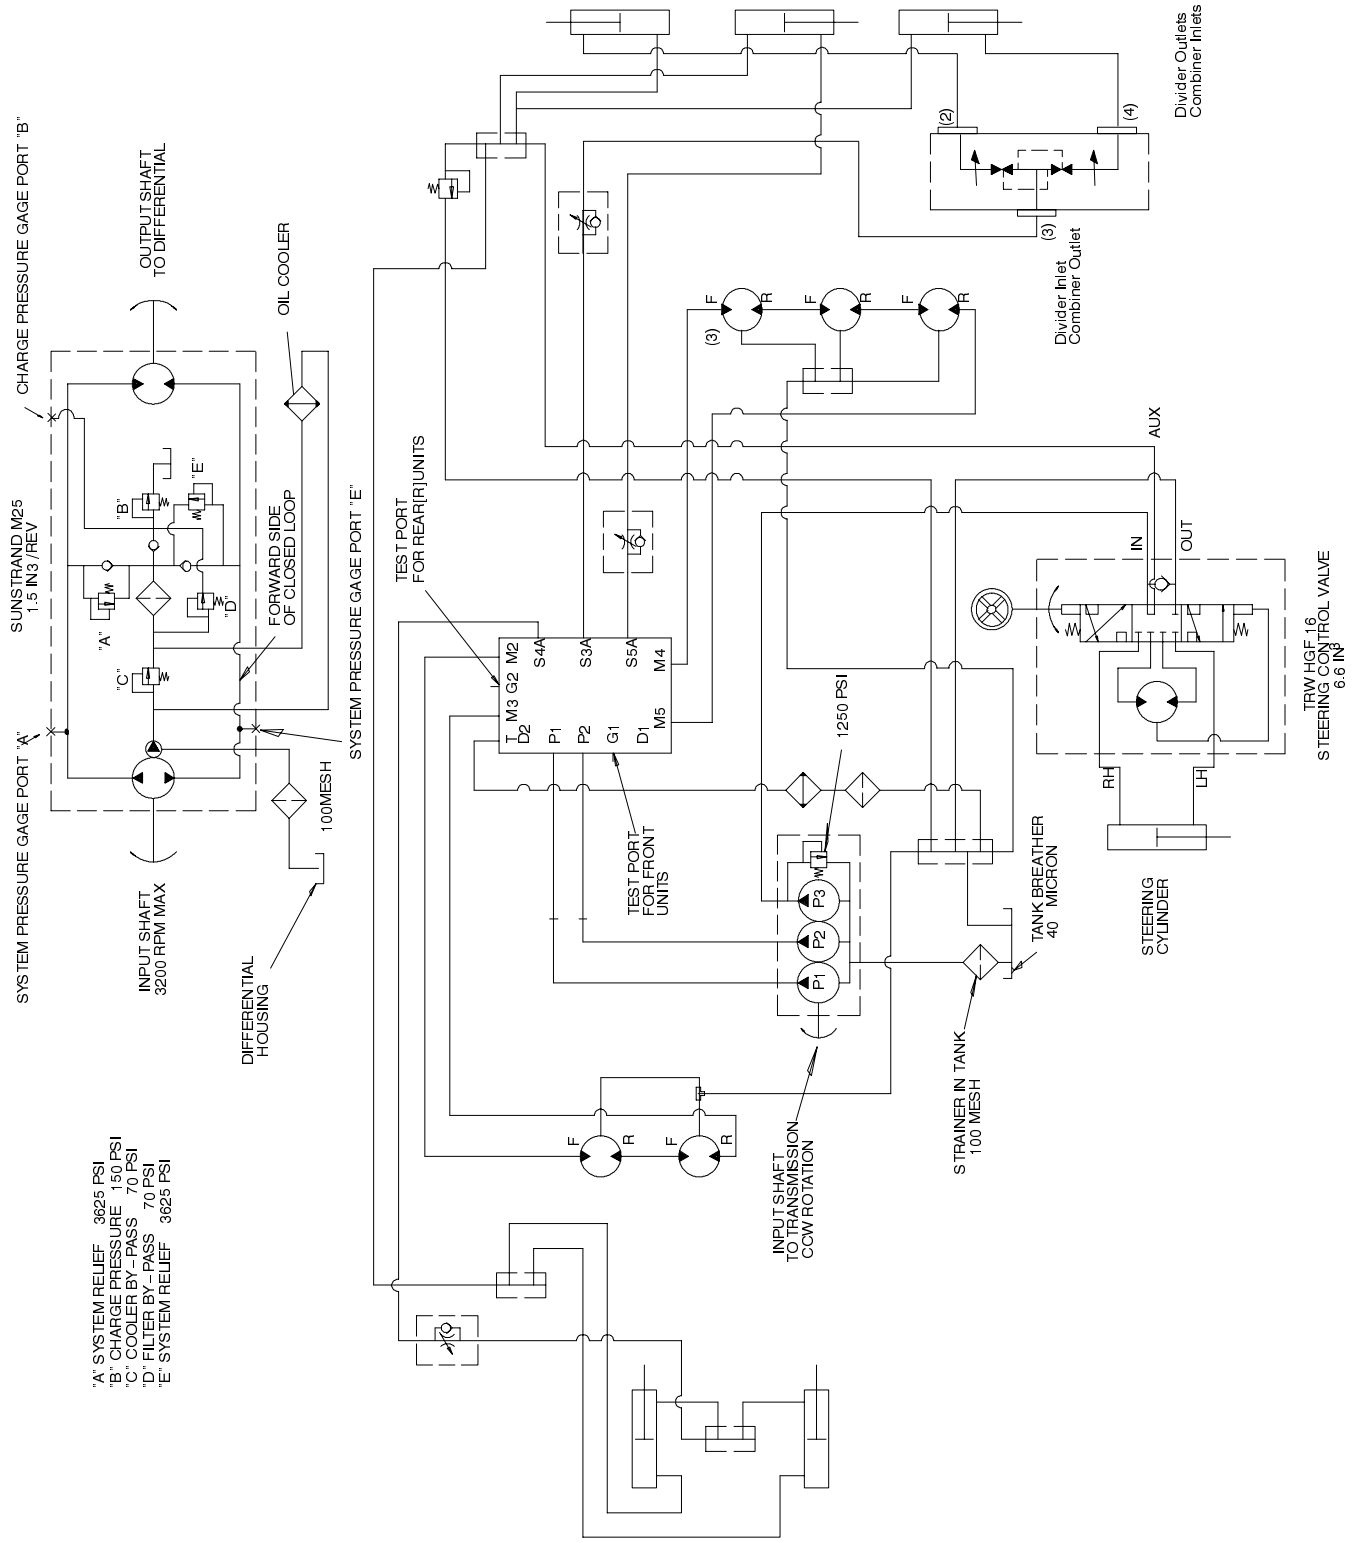 "A" SYSTEM RELIEF 3625 PSI
"B" CHARGE PRESSURE 150 PSI
"C" COOLER BY-PASS 70 PSI
"D" FILTER BY-PASS 70 PSI
"E" SYSTEM RELIEF 3625 PSI
SYSTEM PRESSURE GAGE PORT "A"
SUNSTRAND M25
1.5 IN3 /REV
CHARGE PRESSURE GAGE PORT "B"
INPUT SHAFT
3200 RPM MAX
OUTPUT SHAFT
TO DIFFERENTIAL
"A"
"B"
"C"
"D"
"E"
DIFFERENTIAL
HOUSING
100MESH
FORWARD SIDE
OF CLOSED LOOP
OIL COOLER
SYSTEM PRESSURE GAGE PORT "E"
TEST PORT
FOR REAR[R]UNITS
T
M3
G2
M2
D2
S4A
P1
P2
S3A
G1
S5A
D1
M5
M4
TEST PORT
FOR FRONT
UNITS
1250 PSI
P1
P2
P3
F
R
F
R
(3)
F
R
F
R
F
R
INPUT SHAFT
TO TRANSMISSION
CCW ROTATION
STRAINER IN TANK
100 MESH
TANK BREATHER
40 MICRON
STEERING
CYLINDER
RH
LH
IN
OUT
AUX
TRW HGF 16
STEERING CONTROL VALVE
6.6 IN 3
Divider Inlet
Combiner Outlet
(3)
(2)
(4)
Divider Outlets
Combiner Inlets